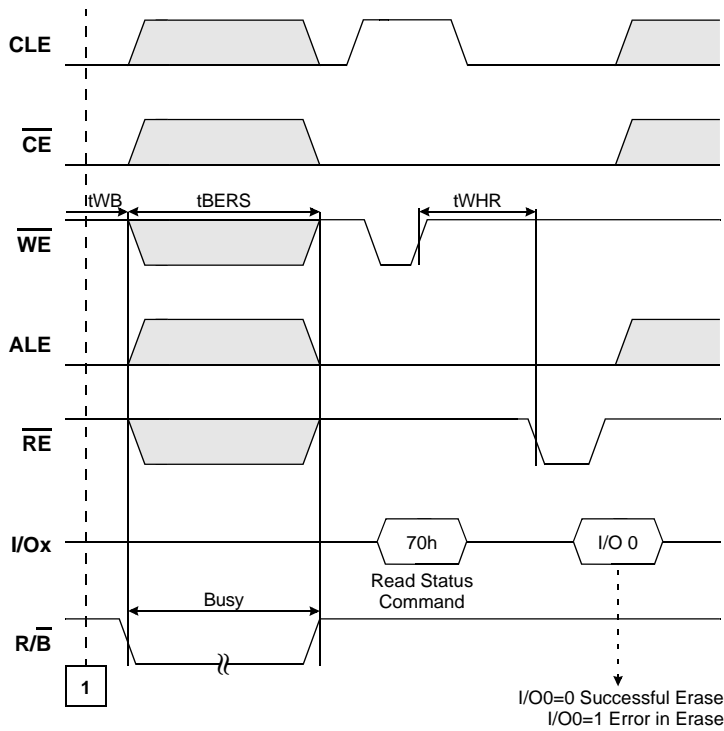 CLE
CE
tWB
tBERS
tWHR
WE
ALE
RE
I/Ox
70h
I/O 0
Read Status
Command
Busy
R/B
1
I/O0=0 Successful Erase
I/O0=1 Error in Erase